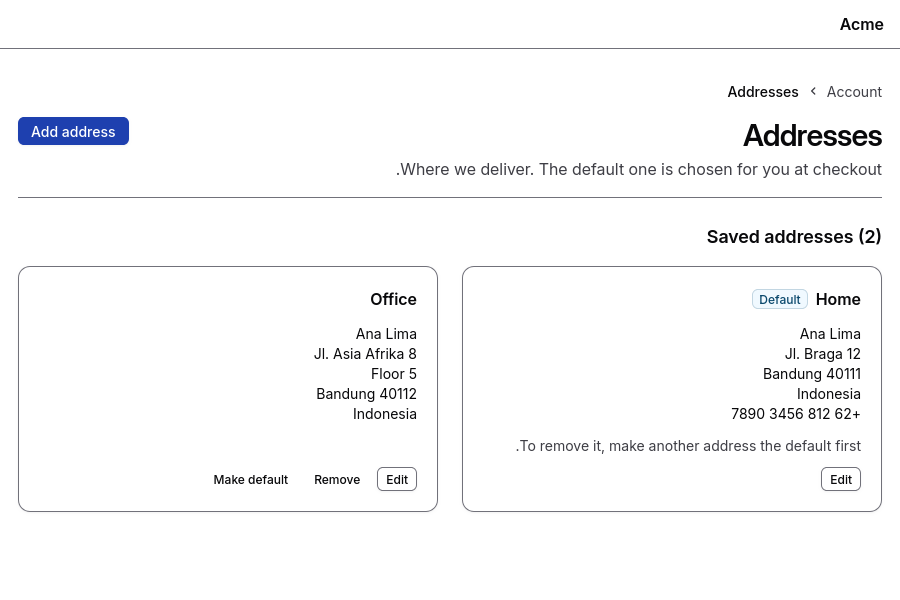 Acme
Account
Addresses
Addresses
.Where we deliver. The default one is chosen for you at checkout
Add address
Saved addresses (2)
Home
Default
Ana Lima
Jl. Braga 12
Bandung 40111
Indonesia
7890 3456 812 62+
.To remove it, make another address the default first
Edit
Office
Ana Lima
Jl. Asia Afrika 8
Floor 5
Bandung 40112
Indonesia
Edit
Remove
Make default